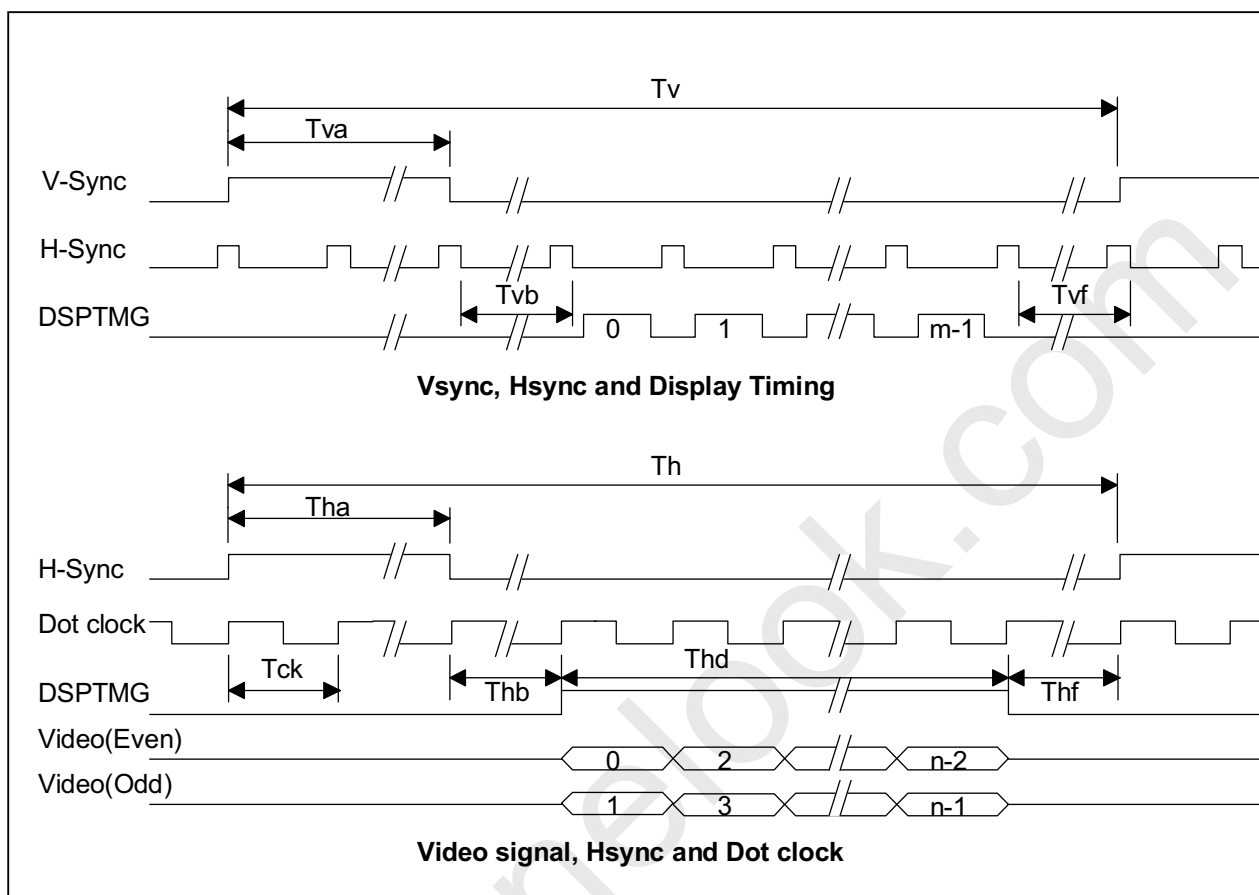 Tv
Tva
V-Sync
H-Sync
Tvb
Tvf
DSPTMG
0 1 m-1
Vsync, Hsync and Display Timing
Th
Tha
H-Sync
Dot clock
Tck
Thb
Thd
Thf
DSPTMG
Video(Even)
0 2 n-2
Video(Odd)
1 3 n-1
Video signal, Hsync and Dot clock
nelook.com